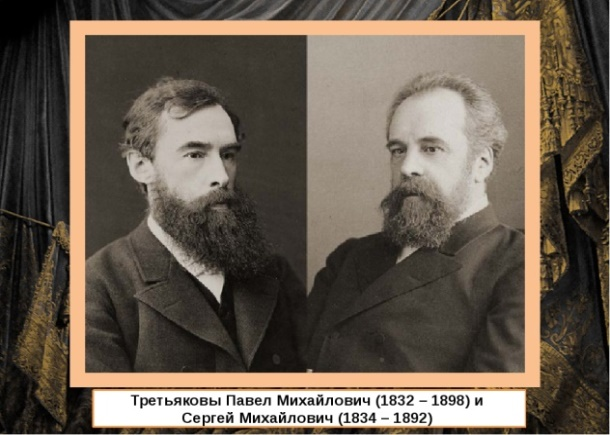 Третьяковы Павел Михайлович (1832 – 1898) и
Сергей Михайлович (1834 – 1892)